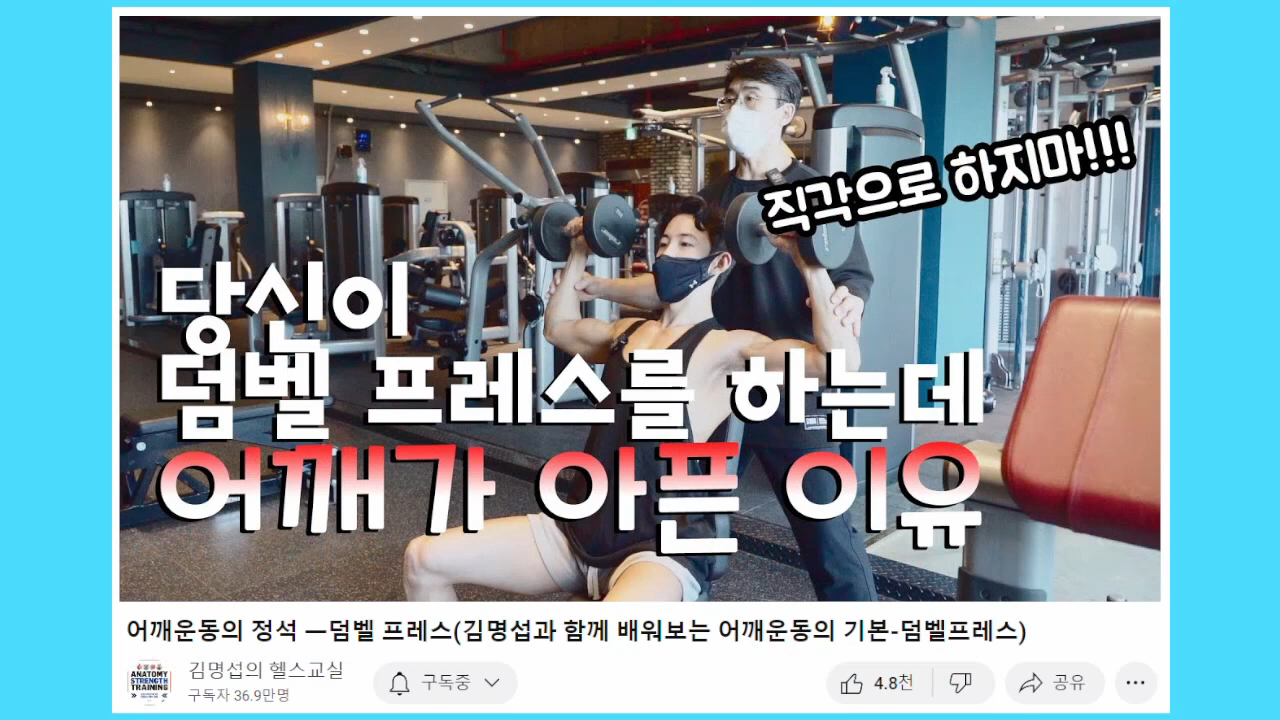 직각으로 하지마!!!
당신이
덤벨 프레스를 하는데
어깨가 아픈 이유
어깨운동의 정석 ㅡ덤벨 프레스(김명섭과 함께 배워보는 어깨운동의 기본-덤벨프레스)
ANATOMY
STRENGTH
TRAINING
김명섭의 헬스교실
구독자 36.9만명
구독중
4.8천
공유